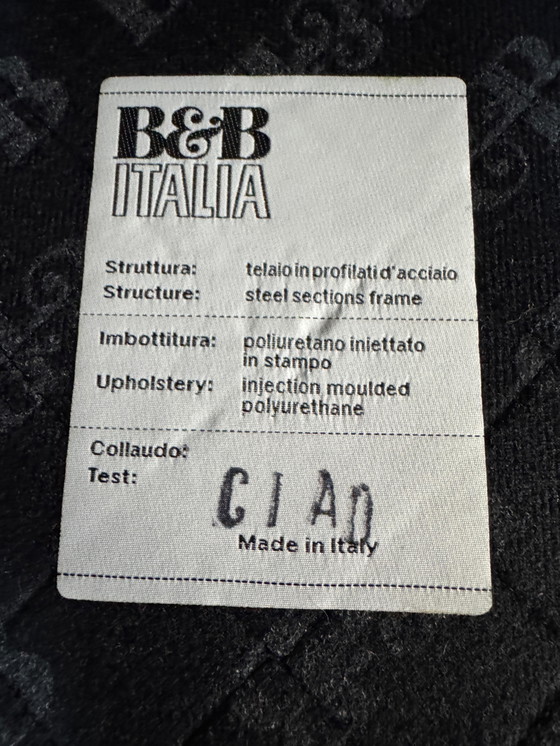 B&B
ITALIA
Struttura: telaio in profilati d'acciaio
Structure: steel sections frame
Imbottitura: poliuretano iniettato
in stampo
Upholstery: injection moulded
polyurethane
Collaudo:
Test:
Made in Italy